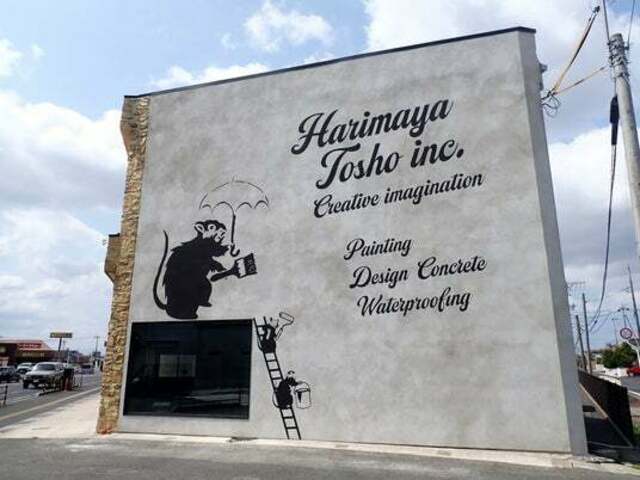 Harimaya
Tosho inc.
Creative imagination
Painting
Design Concrete
Waterproofing